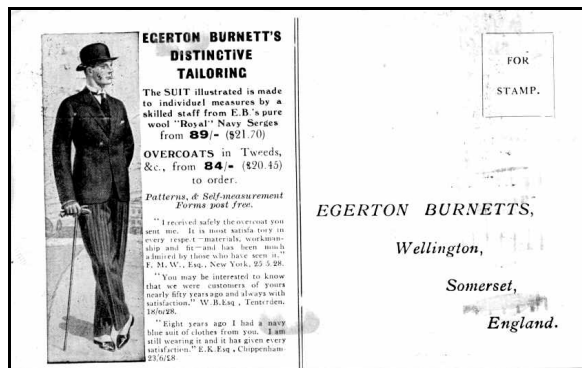 EGERTON BURNETT'S
DISTINCTIVE
TAILORING
The SUIT illustrated is made
to individuel measures by a
skilled staff from E.B.'s pure
wool "Royal" Navy Serges
from 89/- ($21.70)
OVERCOATS in Tweeds,
&c., from 84/- ($20.45)
to order.
Patterns, & Self-measurement
Forms post free.
"I received safely the overcoat you
sent me. It is most satisfa tory in
every respe t—materials, workman-
ship and fit—and has been much
admired by those who have seen it."
F. M. W., Esq., New York, 25 5 28.
"You may be interested to know
that we were customers of yours
nearly fifty years ago and always with
satisfaction." W.B.Esq , Tenterden.
18/6/28.
"Eight years ago I had a navy
blue suit of clothes from you. I am
still wearing it and it has given every
satisfaction." E.K.Esq , Chippenham
23/6/28
FOR
STAMP.
EGERTON BURNETTS,
Wellington,
Somerset,
England.